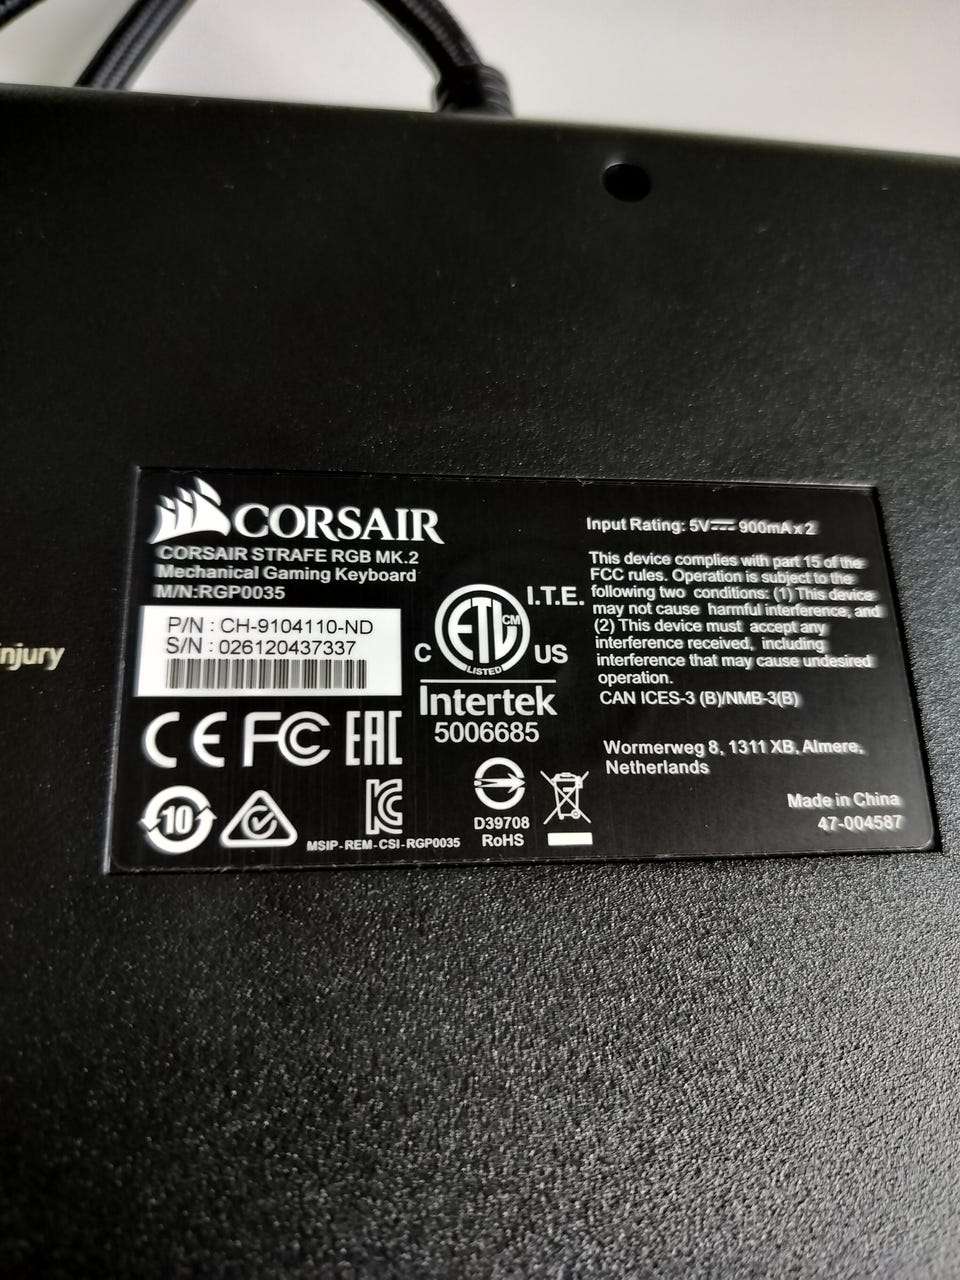 njury
CORSAIR
CORSAIR STRAFE RGB MK.2
Mechanical Gaming Keyboard
M/N:RGP0035
P/N : CH-9104110-ND
S/N : 026120437337
CE FC EAC
10
KC
MSIP-REM-CSI-RGP0035
I.T.E.
ETL CM
LISTED
C US
Intertek
5006685
D39708
RoHS
Input Rating: 5V⎓ 900mA x 2
This device complies with part 15 of the
FCC rules. Operation is subject to the
following two conditions: (1) This device
may not cause harmful interference, and
(2) This device must accept any
interference received, including
interference that may cause undesired
operation.
CAN ICES-3 (B)/NMB-3(B)
Wormerweg 8, 1311 XB, Almere,
Netherlands
Made in China
47-004587